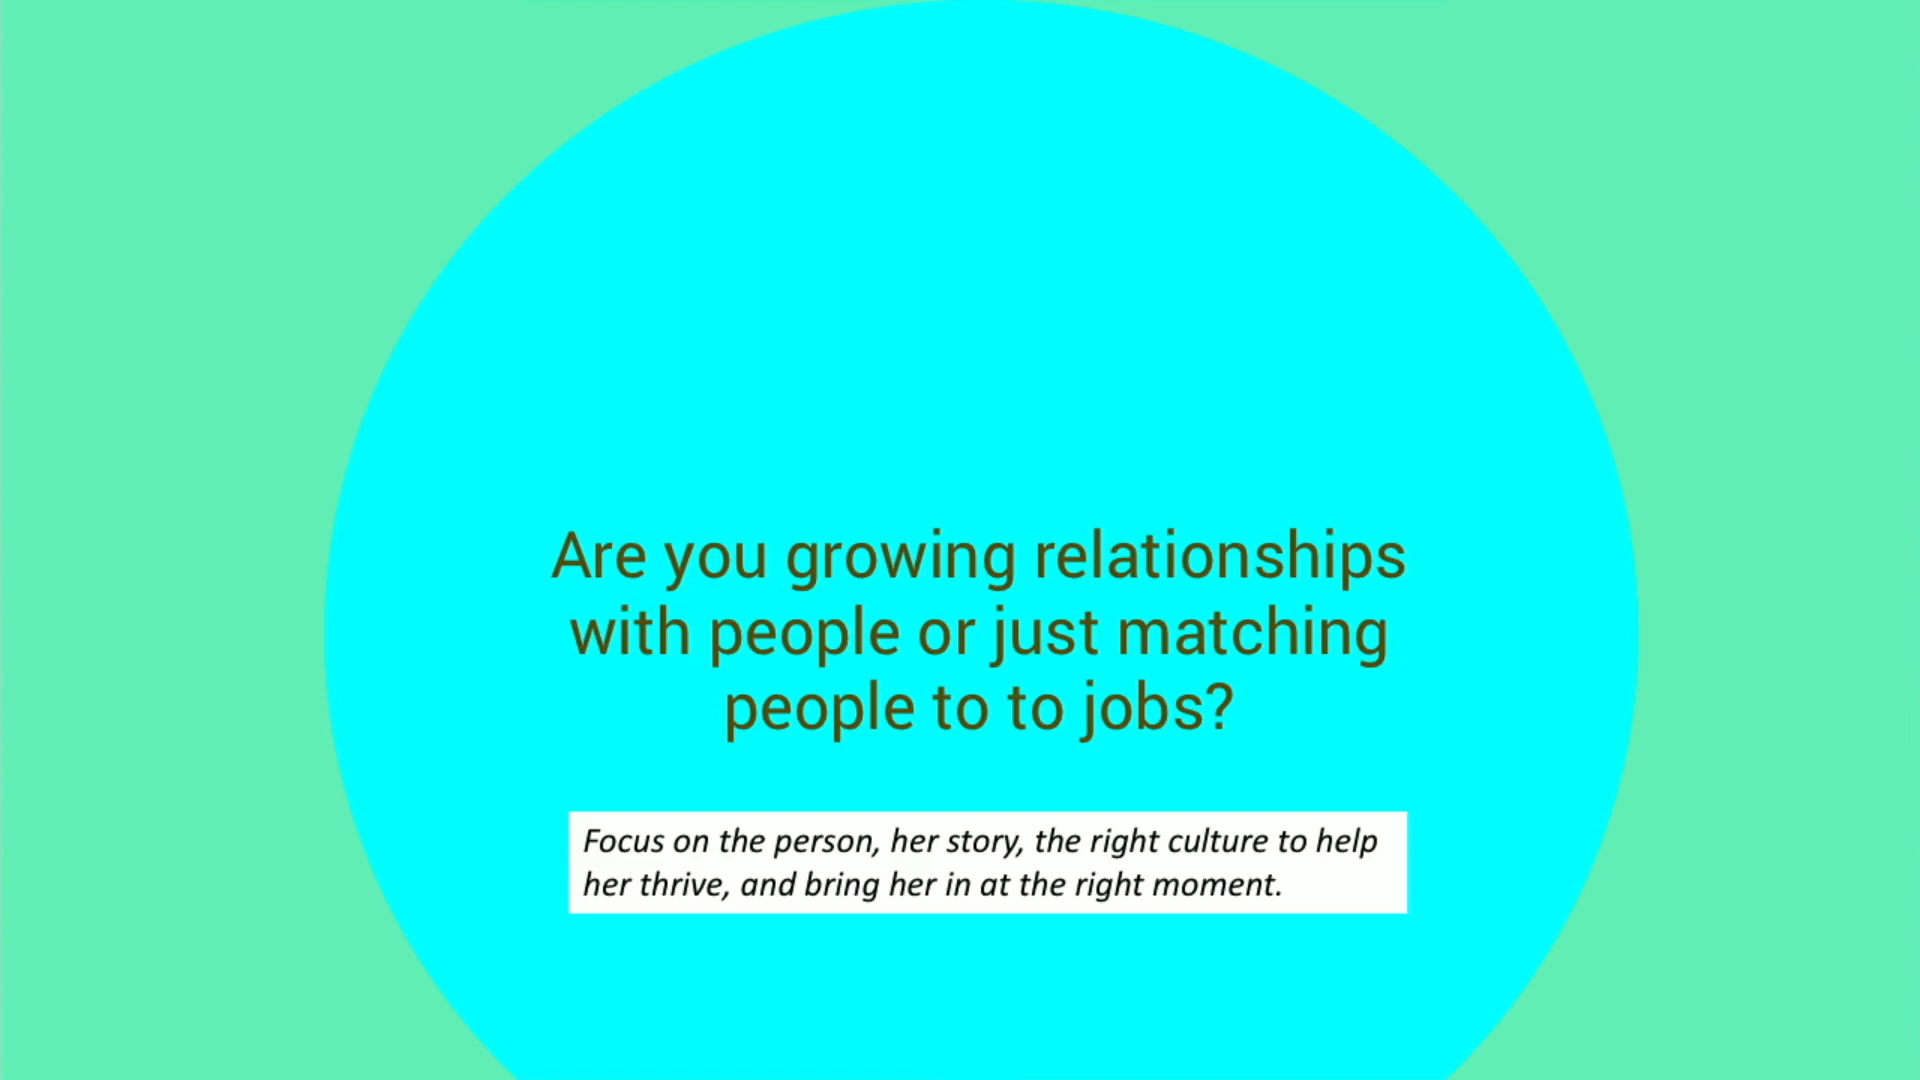 Are you growing relationships
with people or just matching
people to to jobs?
Focus on the person, her story, the right culture to help
her thrive, and bring her in at the right moment.